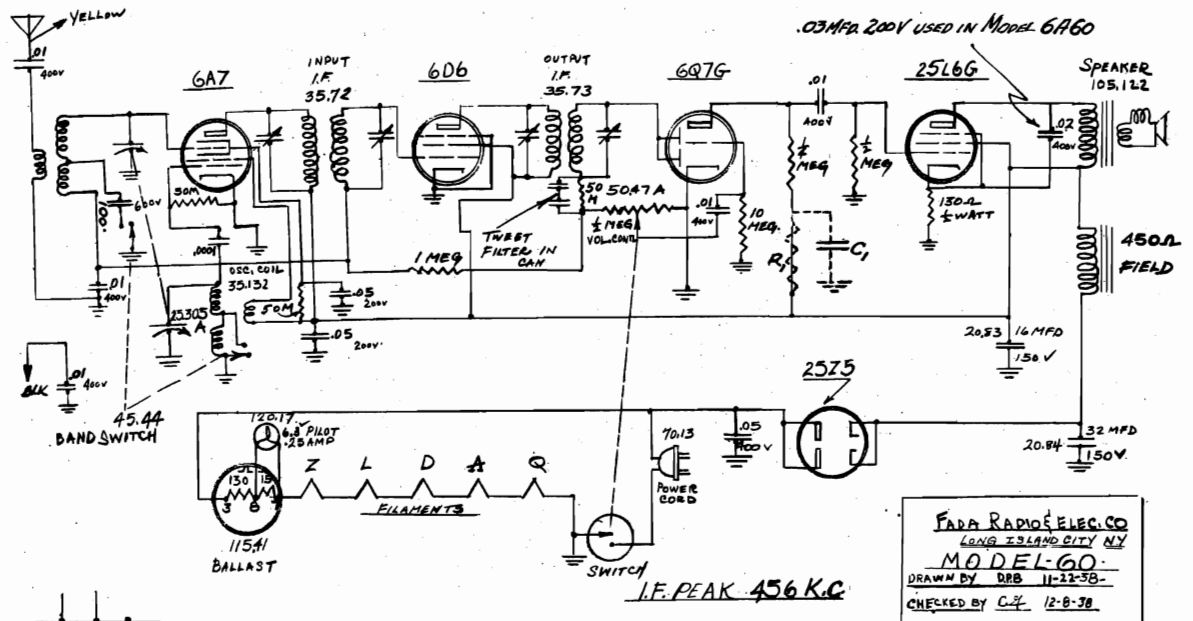 YELLOW
.01
400V
6A7
INPUT
I.F.
35.72
6D6
OUTPUT
I.F.
35.73
6Q7G
.01
400V
.03MFD. 200V USED IN MODEL 6A60
25L6G
SPEAKER
105.122
.02
400V
.001
600V
50M
.0001
OSC. COIL
35.132
.01
400V
25.305
A
50M
.05
200V
.05
200V.
1 MEG
TWEET
FILTER IN
CAN
50
M
50.47A
½ MEG
VOL. CONTL
.01
400V
10
MEG.
¼
MEG
½
MEG
R₁
C₁
130Ω
½ WATT
450Ω
FIELD
20.83
16 MFD
150 V
BLK
.01
400V
45.44
BAND SWITCH
120.17
6.3 PILOT
.25 AMP
130
15
3
8
115.41
BALLAST
Z
L
D
A
Q
FILAMENTS
SWITCH
70.13
POWER
CORD
.05
400V
25Z5
32 MFD
20.84
150V.
I.F. PEAK 456 K.C
FADA RADIO & ELEC. CO
LONG ISLAND CITY NY
MODEL-60.
DRAWN BY DRB 11-22-38-
CHECKED BY 12-8-38